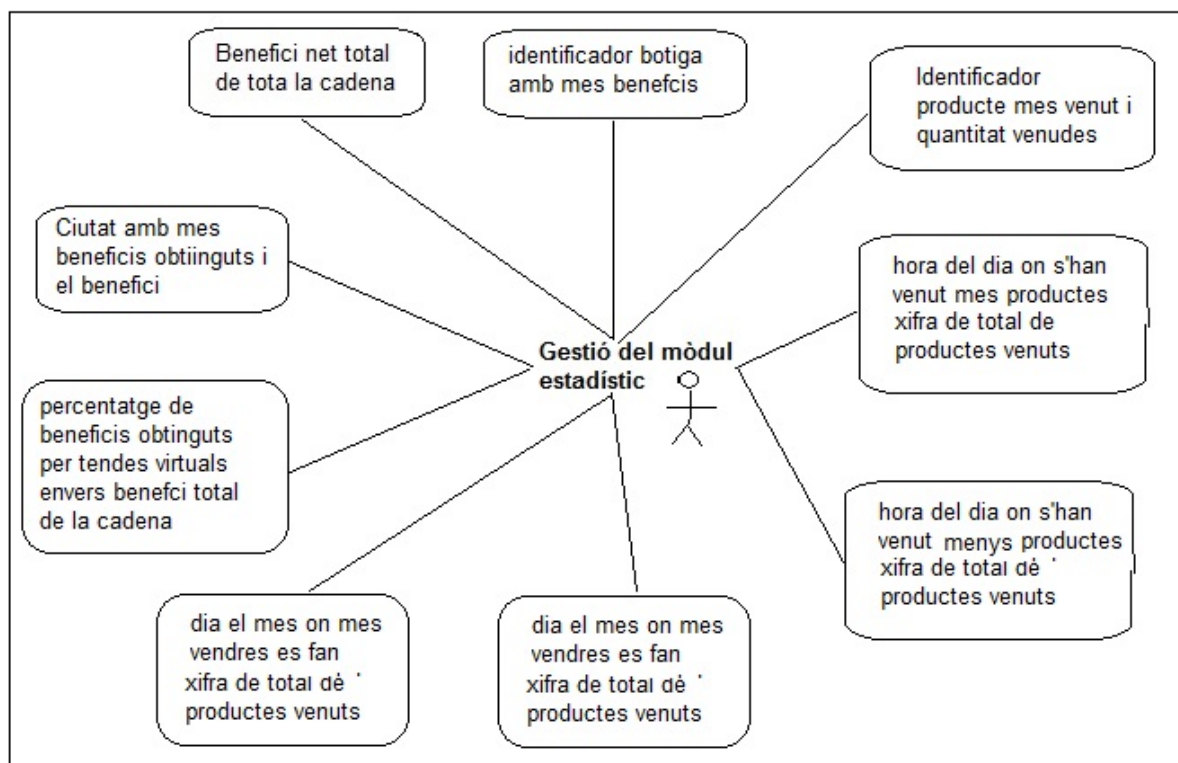 Benefici net total
de tota la cadena
identificador botiga
amb mes benefcis
Identificador
producte mes venut i
quantitat venudes
Ciutat amb mes
beneficis obtiinguts i
el benefici
hora del dia on s'han
venut mes productes
xifra de total de
productes venuts
Gestió del mòdul
estadístic
percentatge de
beneficis obtinguts
per tendes virtuals
envers benefci total
de la cadena
hora del dia on s'han
venut menys productes
xifra de total de
productes venuts
dia el mes on mes
vendres es fan
xifra de total de
productes venuts
dia el mes on mes
vendres es fan
xifra de total de
productes venuts